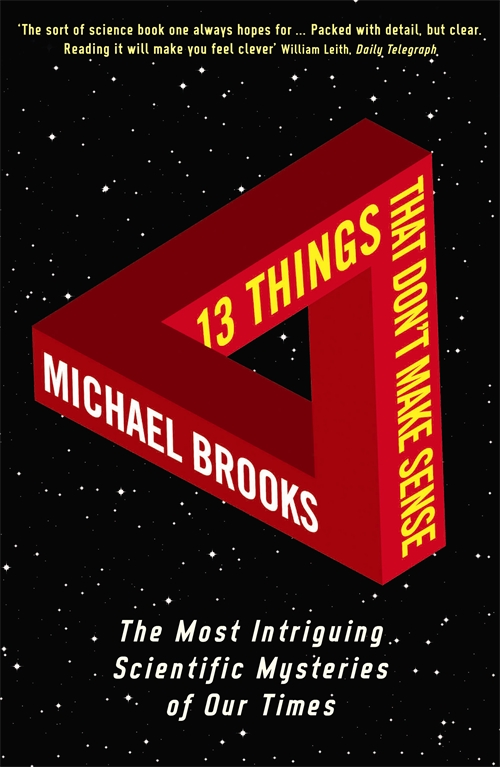 ‘The sort of science book one always hopes for ... Packed with detail, but clear.
Reading it will make you feel clever’ William Leith, Daily Telegraph
13 THINGS
THAT DON'T MAKE SENSE
MICHAEL BROOKS
The Most Intriguing
Scientific Mysteries
of Our Times